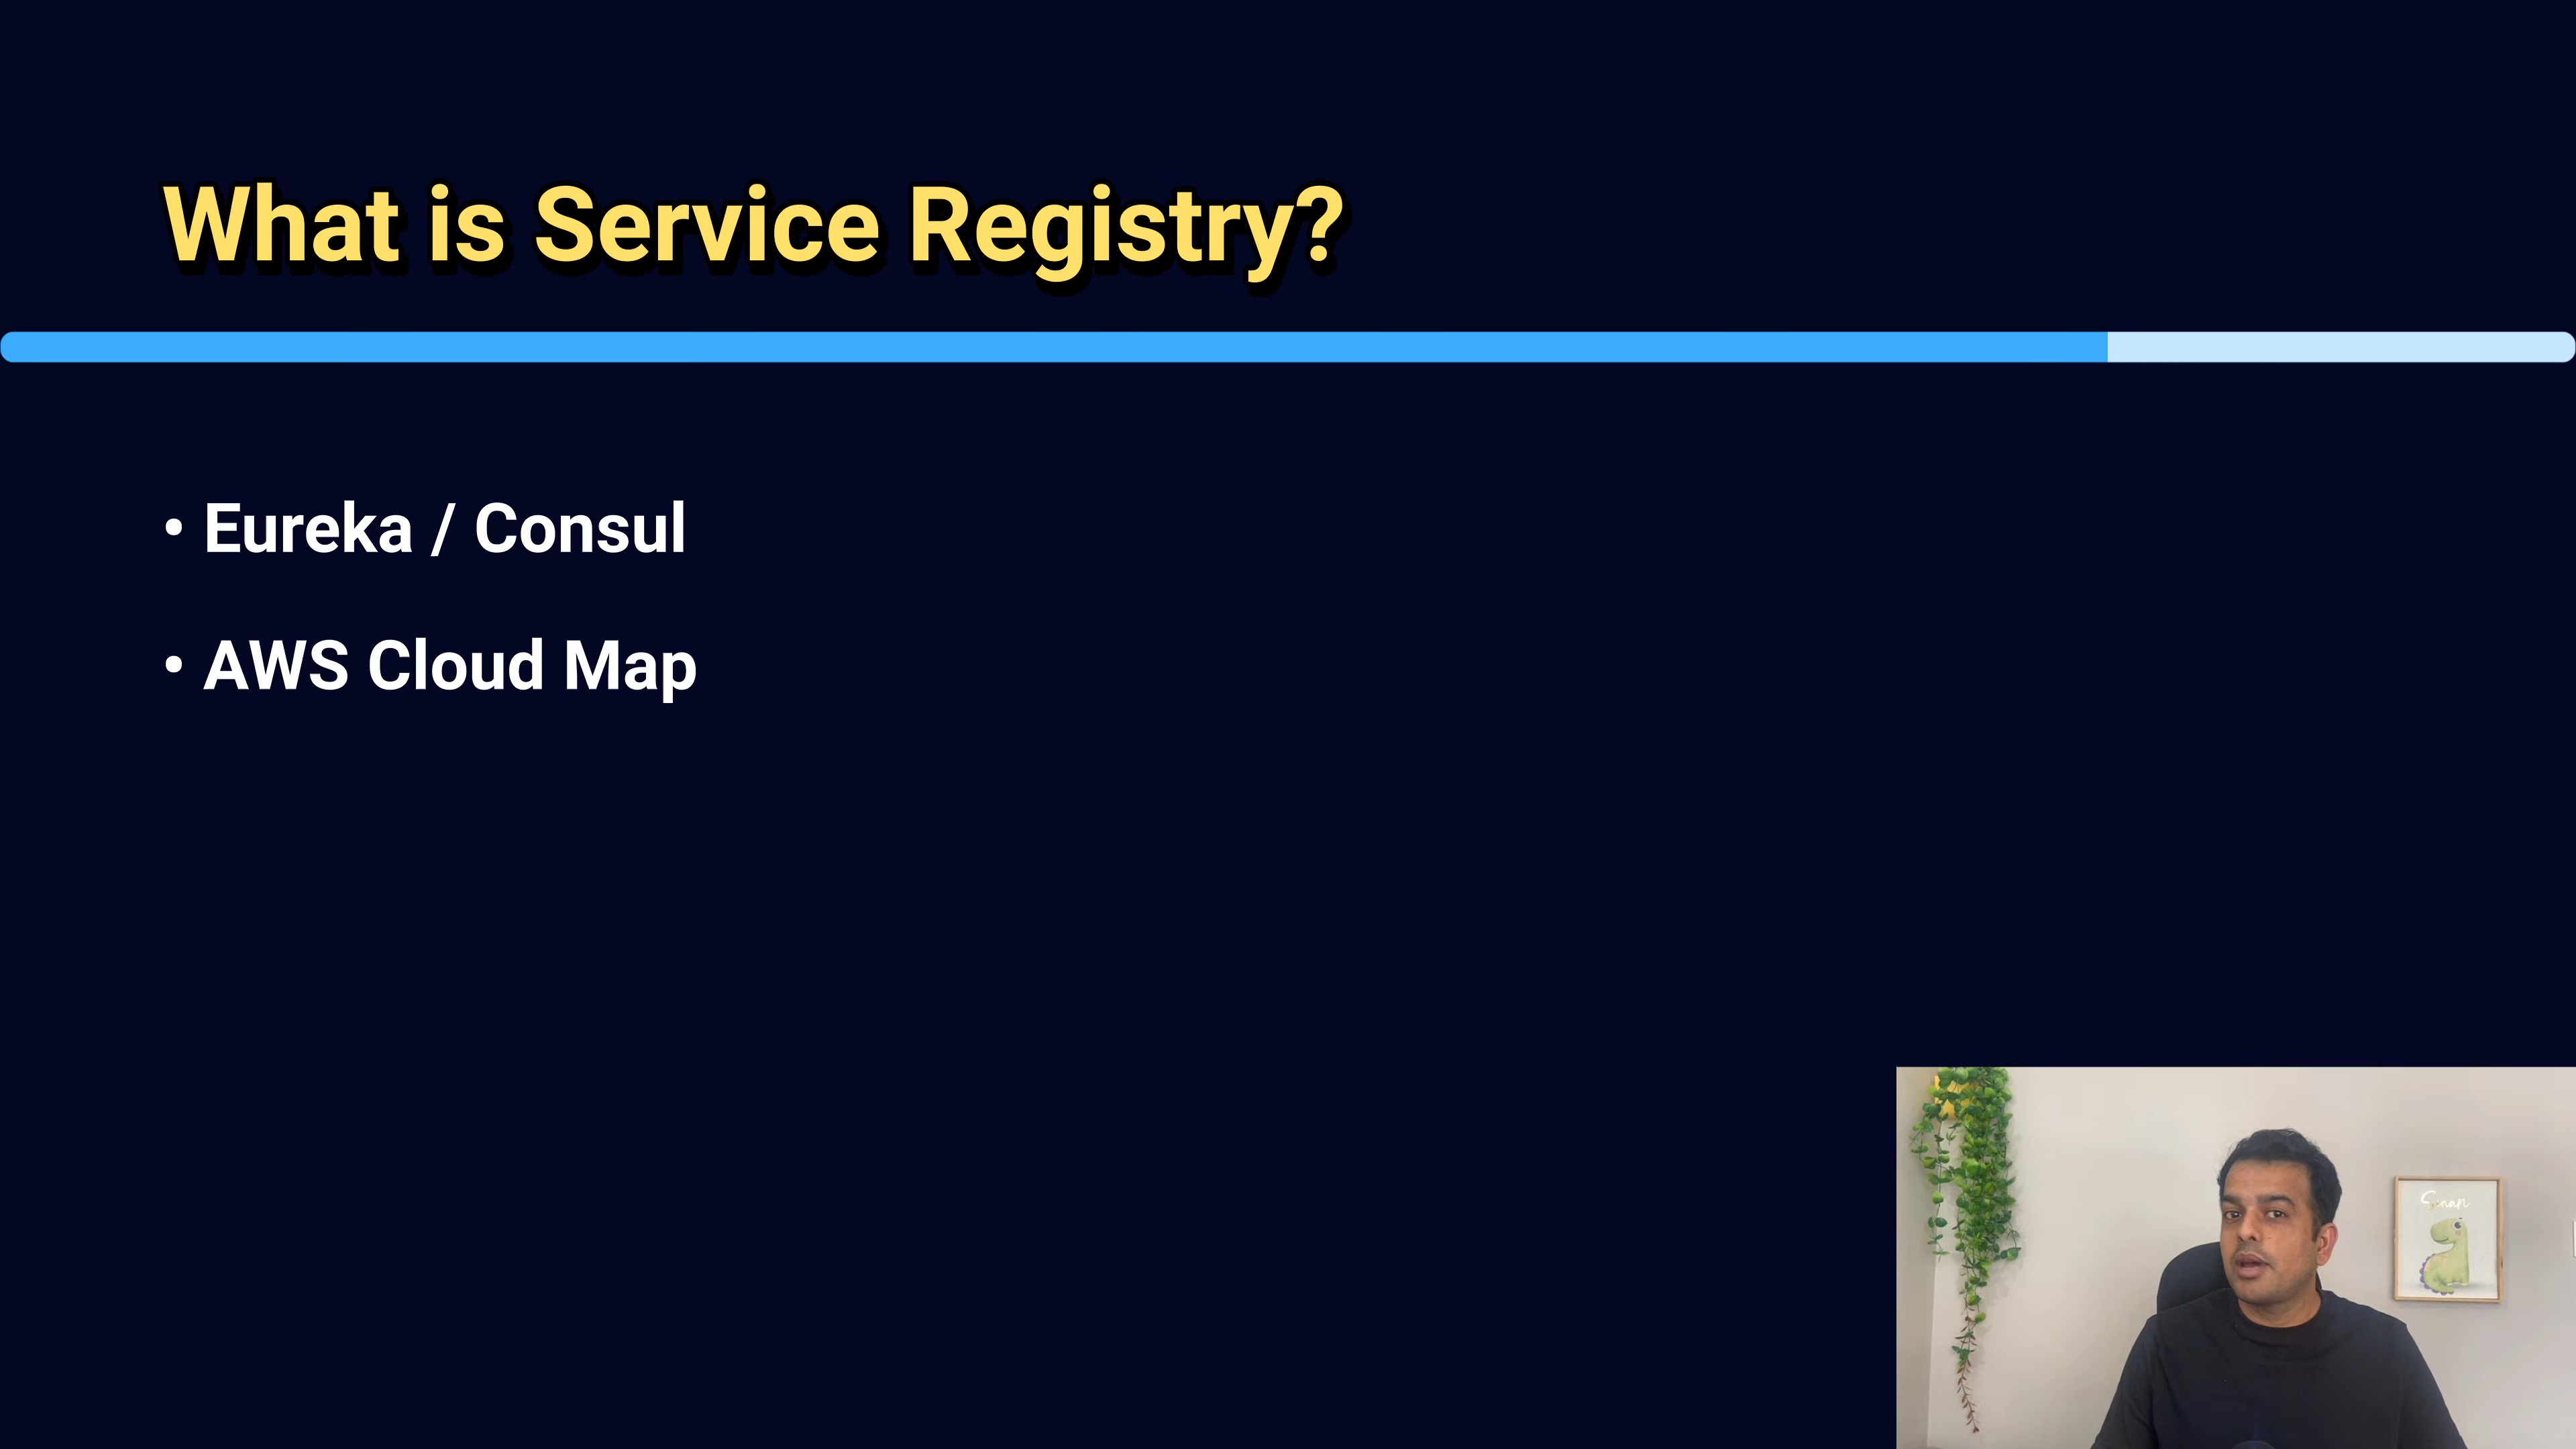 What is Service Registry?
• Eureka / Consul
• AWS Cloud Map